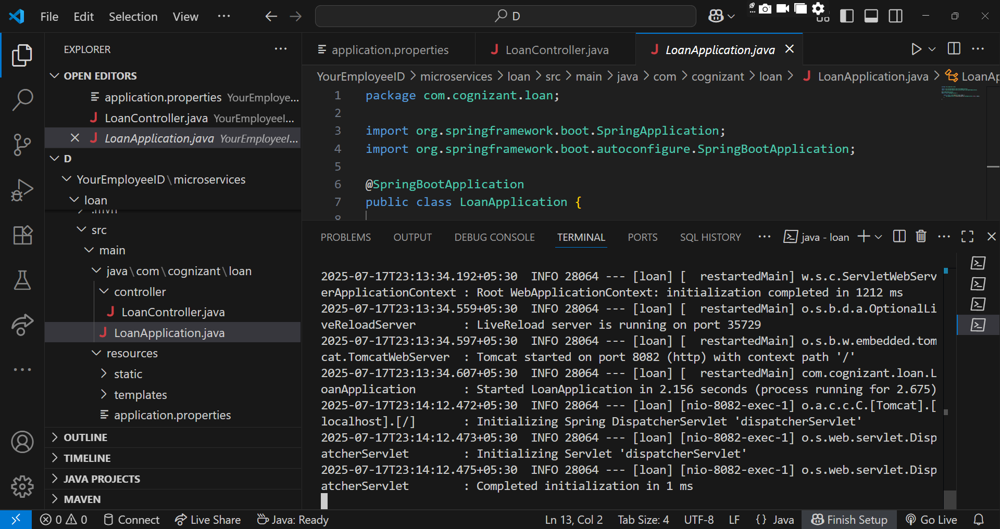 File Edit Selection View ···
D
EXPLORER ···
OPEN EDITORS
application.properties YourEmploye...
LoanController.java YourEmployeeI...
LoanApplication.java YourEmployeeI...
D
YourEmployeeID\microservices
loan
.mvn
src
main
java\com\cognizant\loan
controller
LoanController.java
LoanApplication.java
resources
static
templates
application.properties
OUTLINE
TIMELINE
JAVA PROJECTS
MAVEN
application.properties LoanController.java LoanApplication.java
YourEmployeeID > microservices > loan > src > main > java > com > cognizant > loan > LoanApplication.java > LoanAp
1 package com.cognizant.loan;
2
3 import org.springframework.boot.SpringApplication;
4 import org.springframework.boot.autoconfigure.SpringBootApplication;
5
6 @SpringBootApplication
7 public class LoanApplication {
8
PROBLEMS OUTPUT DEBUG CONSOLE TERMINAL PORTS SQL HISTORY ··· java - loan
2025-07-17T23:13:34.192+05:30  INFO 28064 --- [loan] [  restartedMain] w.s.c.ServletWebServ
erApplicationContext : Root WebApplicationContext: initialization completed in 1212 ms
2025-07-17T23:13:34.559+05:30  INFO 28064 --- [loan] [  restartedMain] o.s.b.d.a.OptionalLi
veReloadServer       : LiveReload server is running on port 35729
2025-07-17T23:13:34.597+05:30  INFO 28064 --- [loan] [  restartedMain] o.s.b.w.embedded.tom
cat.TomcatWebServer  : Tomcat started on port 8082 (http) with context path '/'
2025-07-17T23:13:34.607+05:30  INFO 28064 --- [loan] [  restartedMain] com.cognizant.loan.L
oanApplication       : Started LoanApplication in 2.156 seconds (process running for 2.675)
2025-07-17T23:14:12.472+05:30  INFO 28064 --- [loan] [nio-8082-exec-1] o.a.c.c.C.[Tomcat].[
localhost].[/]       : Initializing Spring DispatcherServlet 'dispatcherServlet'
2025-07-17T23:14:12.473+05:30  INFO 28064 --- [loan] [nio-8082-exec-1] o.s.web.servlet.Disp
atcherServlet        : Initializing Servlet 'dispatcherServlet'
2025-07-17T23:14:12.475+05:30  INFO 28064 --- [loan] [nio-8082-exec-1] o.s.web.servlet.Disp
atcherServlet        : Completed initialization in 1 ms
0 0 Connect Live Share Java: Ready Ln 13, Col 2 Tab Size: 4 UTF-8 LF {} Java Finish Setup Go Live